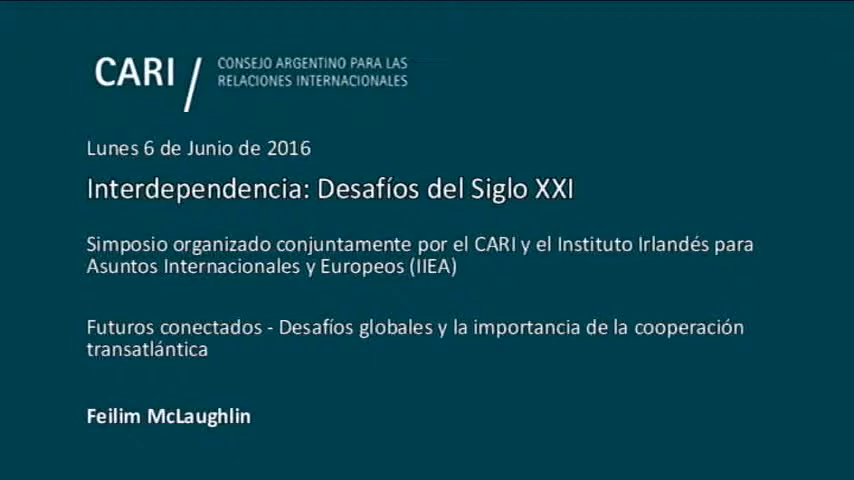 CARI
CONSEJO ARGENTINO PARA LAS
RELACIONES INTERNACIONALES
Lunes 6 de Junio de 2016
Interdependencia: Desafíos del Siglo XXI
Simposio organizado conjuntamente por el CARI y el Instituto Irlandés para
Asuntos Internacionales y Europeos (IIEA)
Futuros conectados - Desafíos globales y la importancia de la cooperación
transatlántica
Feilim McLaughlin